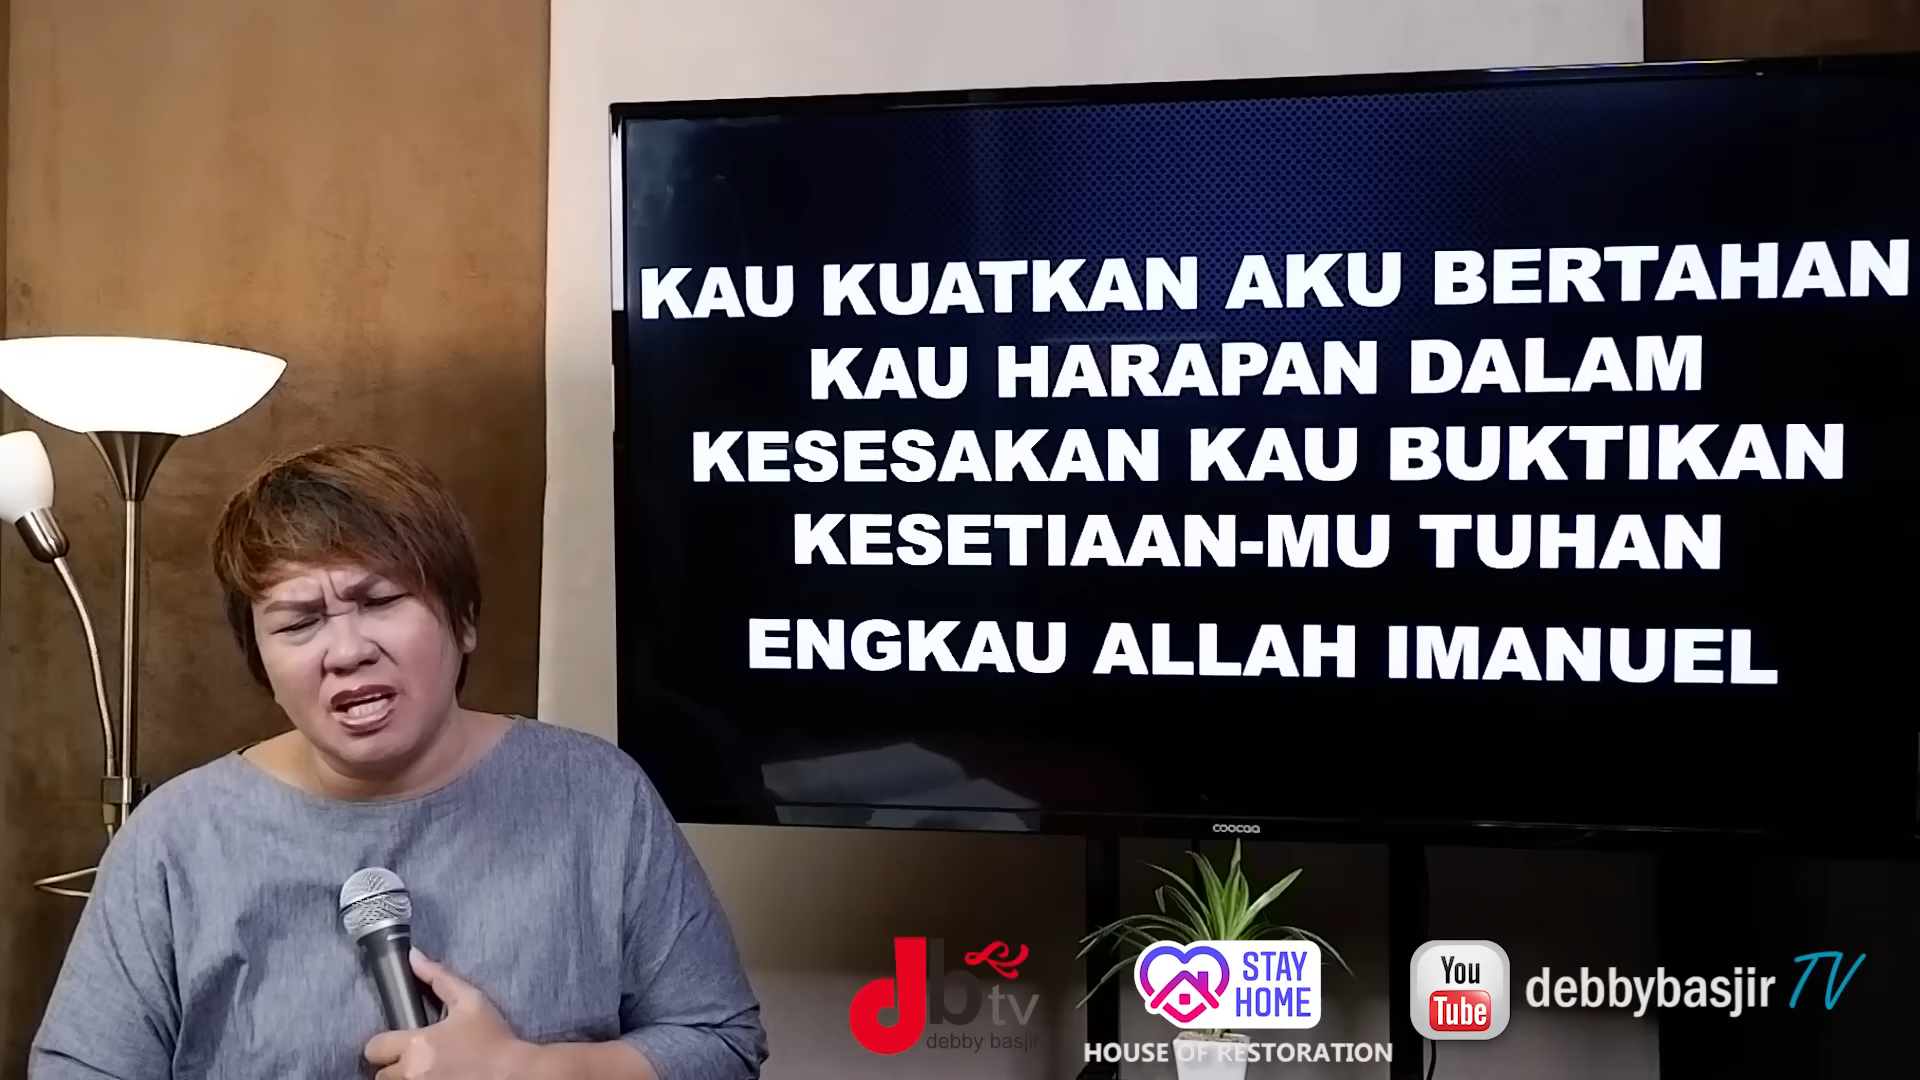 KAU KUATKAN AKU BERTAHAN
KAU HARAPAN DALAM
KESESAKAN KAU BUKTIKAN
KESETIAAN-MU TUHAN
ENGKAU ALLAH IMANUEL
coocaa
dbtv
debby basjir
STAY
HOME
HOUSE OF RESTORATION
You
Tube
debbybasjir TV